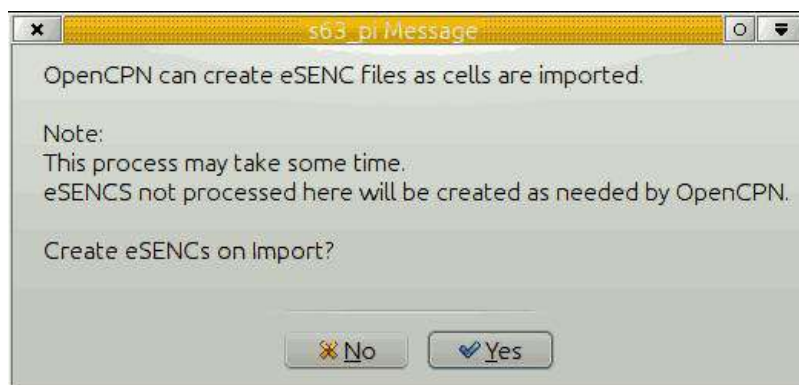 s63_pi Message
OpenCPN can create eSENC files as cells are imported.
Note:
This process may take some time.
eSENCS not processed here will be created as needed by OpenCPN.
Create eSENCs on Import?
No
Yes